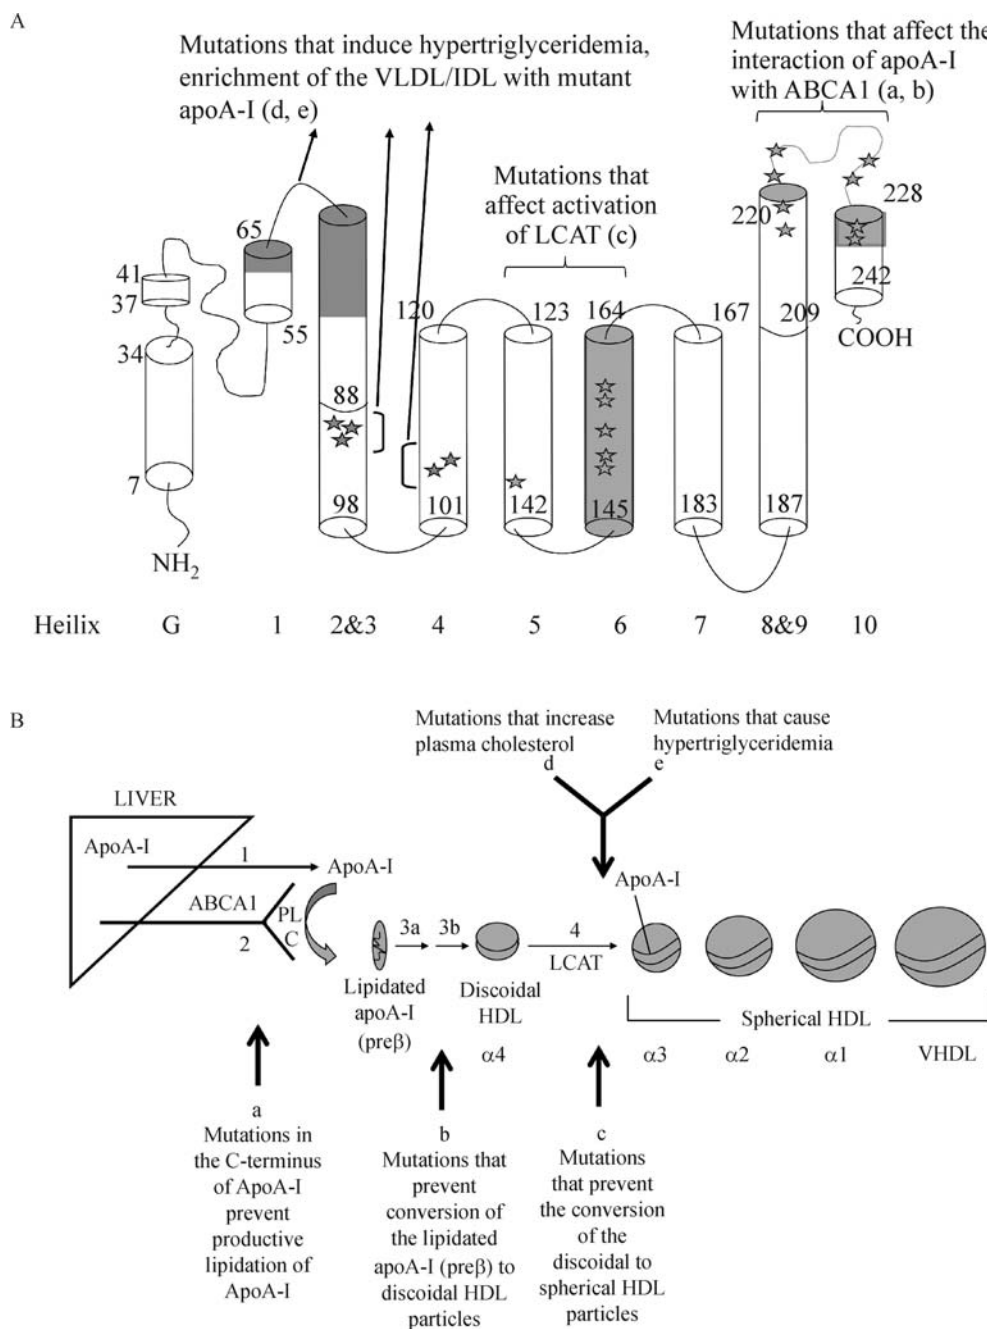 A
Mutations that induce hypertriglyceridemia,
enrichment of the VLDL/IDL with mutant
apoA-I (d, e)
Mutations that affect the
interaction of apoA-I
with ABCA1 (a, b)
Mutations that
affect activation
of LCAT (c)
65
41
37
34
7
NH2
55
88
98
120
101
123
142
164
145
167
183
220
209
187
228
242
COOH
Heilix G 1 2&3 4 5 6 7 8&9 10
B
Mutations that increase
plasma cholesterol
d
Mutations that cause
hypertriglyceridemia
e
LIVER
ApoA-I
1
ApoA-I
ABCA1
2
PL
C
3a
3b
4
LCAT
ApoA-I
Lipidated
apoA-I
(preβ)
Discoidal
HDL
α4
Spherical HDL
α3 α2 α1 VHDL
a
Mutations in
the C-terminus
of ApoA-I
prevent
productive
lipidation of
ApoA-I
b
Mutations that
prevent
conversion of
the lipidated
apoA-I (preβ) to
discoidal HDL
particles
c
Mutations
that prevent
the conversion
of the
discoidal to
spherical HDL
particles